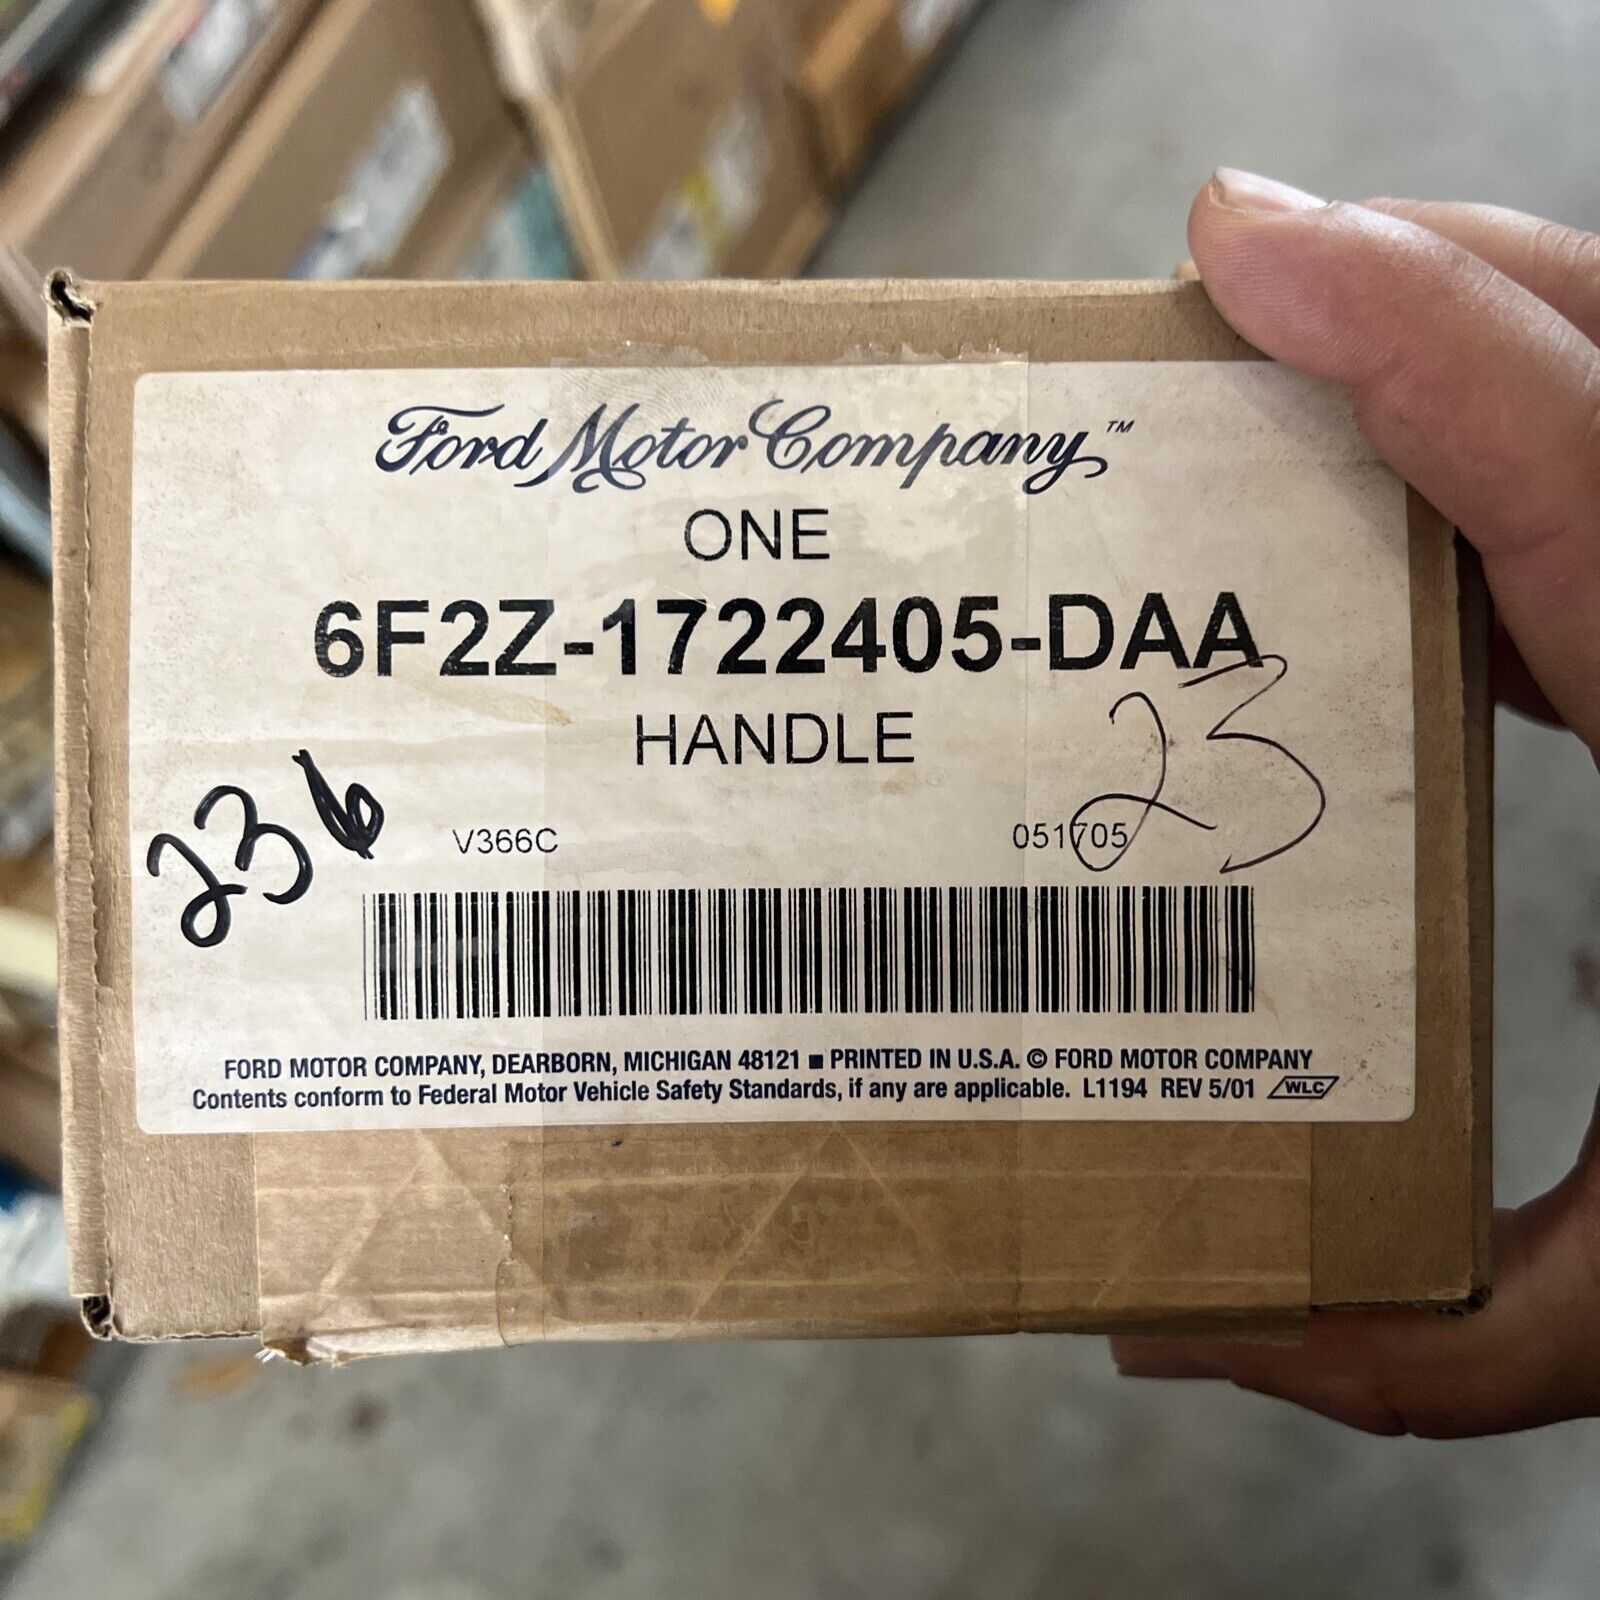 Ford Motor Company™
ONE
6F2Z-1722405-DAA
HANDLE
23
236
V366C 051705
FORD MOTOR COMPANY, DEARBORN, MICHIGAN 48121 ■ PRINTED IN U.S.A. © FORD MOTOR COMPANY
Contents conform to Federal Motor Vehicle Safety Standards, if any are applicable. L1194 REV 5/01 WLC